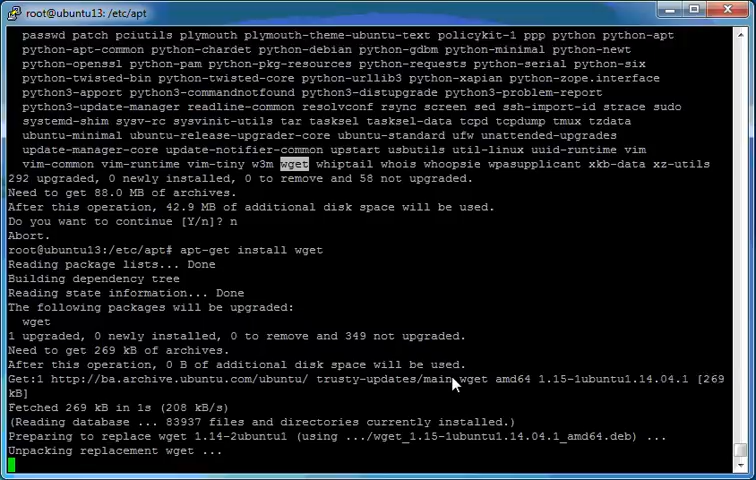 root@ubuntu13: /etc/apt
passwd patch pciutils plymouth plymouth-theme-ubuntu-text policykit-1 ppp python python-apt
python-apt-common python-chardet python-debian python-gdbm python-minimal python-newt
python-openssl python-pam python-pkg-resources python-requests python-serial python-six
python-twisted-bin python-twisted-core python-urllib3 python-xapian python-zope.interface
python3-apport python3-commandnotfound python3-distupgrade python3-problem-report
python3-update-manager readline-common resolvconf rsync screen sed ssh-import-id strace sudo
systemd-shim sysv-rc sysvinit-utils tar tasksel tasksel-data tcpd tcpdump tmux tzdata
ubuntu-minimal ubuntu-release-upgrader-core ubuntu-standard ufw unattended-upgrades
update-manager-core update-notifier-common upstart usbutils util-linux uuid-runtime vim
vim-common vim-runtime vim-tiny w3m wget whiptail whois whoopsie wpasupplicant xkb-data xz-utils
292 upgraded, 0 newly installed, 0 to remove and 58 not upgraded.
Need to get 88.0 MB of archives.
After this operation, 42.9 MB of additional disk space will be used.
Do you want to continue [Y/n]? n
Abort.
root@ubuntu13:/etc/apt# apt-get install wget
Reading package lists... Done
Building dependency tree
Reading state information... Done
The following packages will be upgraded:
wget
1 upgraded, 0 newly installed, 0 to remove and 349 not upgraded.
Need to get 269 kB of archives.
After this operation, 0 B of additional disk space will be used.
Get:1 http://ba.archive.ubuntu.com/ubuntu/ trusty-updates/main wget amd64 1.15-1ubuntu1.14.04.1 [269
kB]
Fetched 269 kB in 1s (208 kB/s)
(Reading database ... 83937 files and directories currently installed.)
Preparing to replace wget 1.14-2ubuntu1 (using .../wget_1.15-1ubuntu1.14.04.1_amd64.deb) ...
Unpacking replacement wget ...